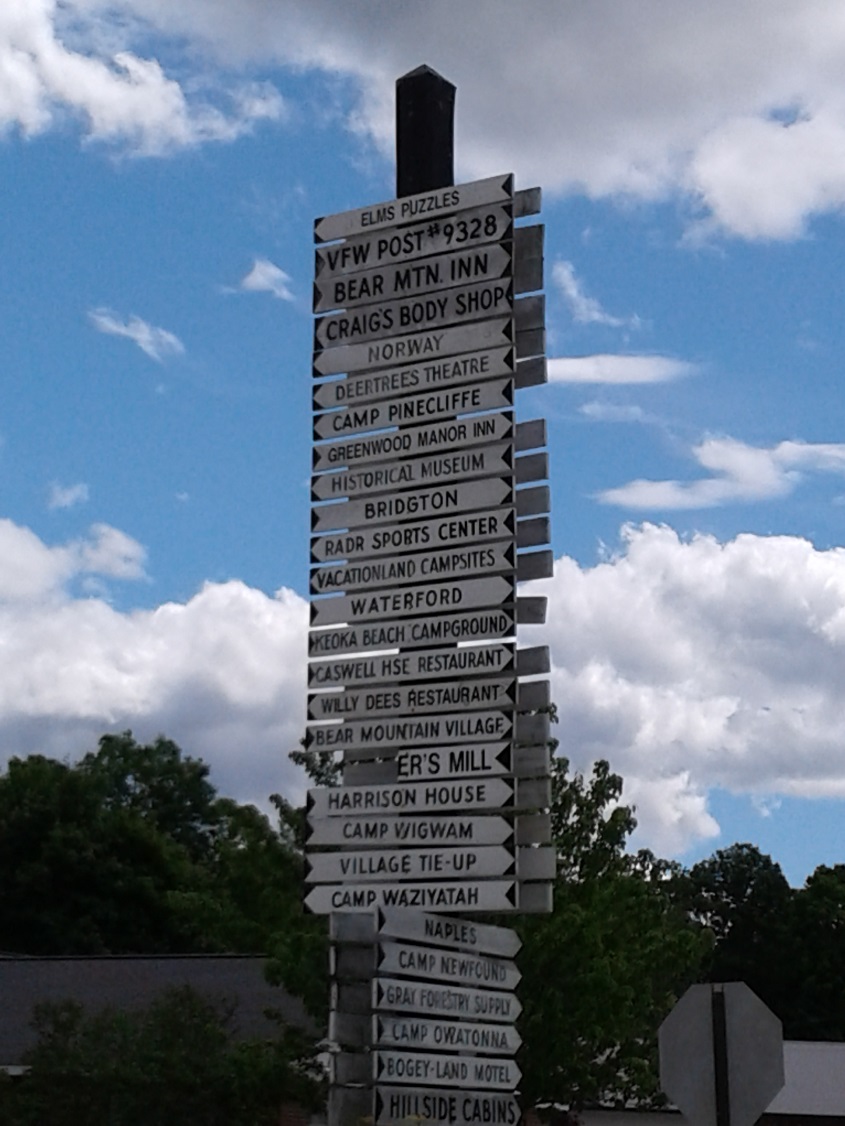 ELMS PUZZLES
VFW POST #9328
BEAR MTN. INN
CRAIG'S BODY SHOP
NORWAY
DEERTREES THEATRE
CAMP PINECLIFFE
GREENWOOD MANOR INN
HISTORICAL MUSEUM
BRIDGTON
RADR SPORTS CENTER
VACATIONLAND CAMPSITES
WATERFORD
KEOKA BEACH CAMPGROUND
CASWELL HSE RESTAURANT
WILLY DEES RESTAURANT
BEAR MOUNTAIN VILLAGE
ER'S MILL
HARRISON HOUSE
CAMP WIGWAM
VILLAGE TIE-UP
CAMP WAZIYATAH
NAPLES
CAMP NEWFOUND
GRAY FORESTRY SUPPLY
CAMP OWATONNA
BOGEY-LAND MOTEL
HILLSIDE CABINS